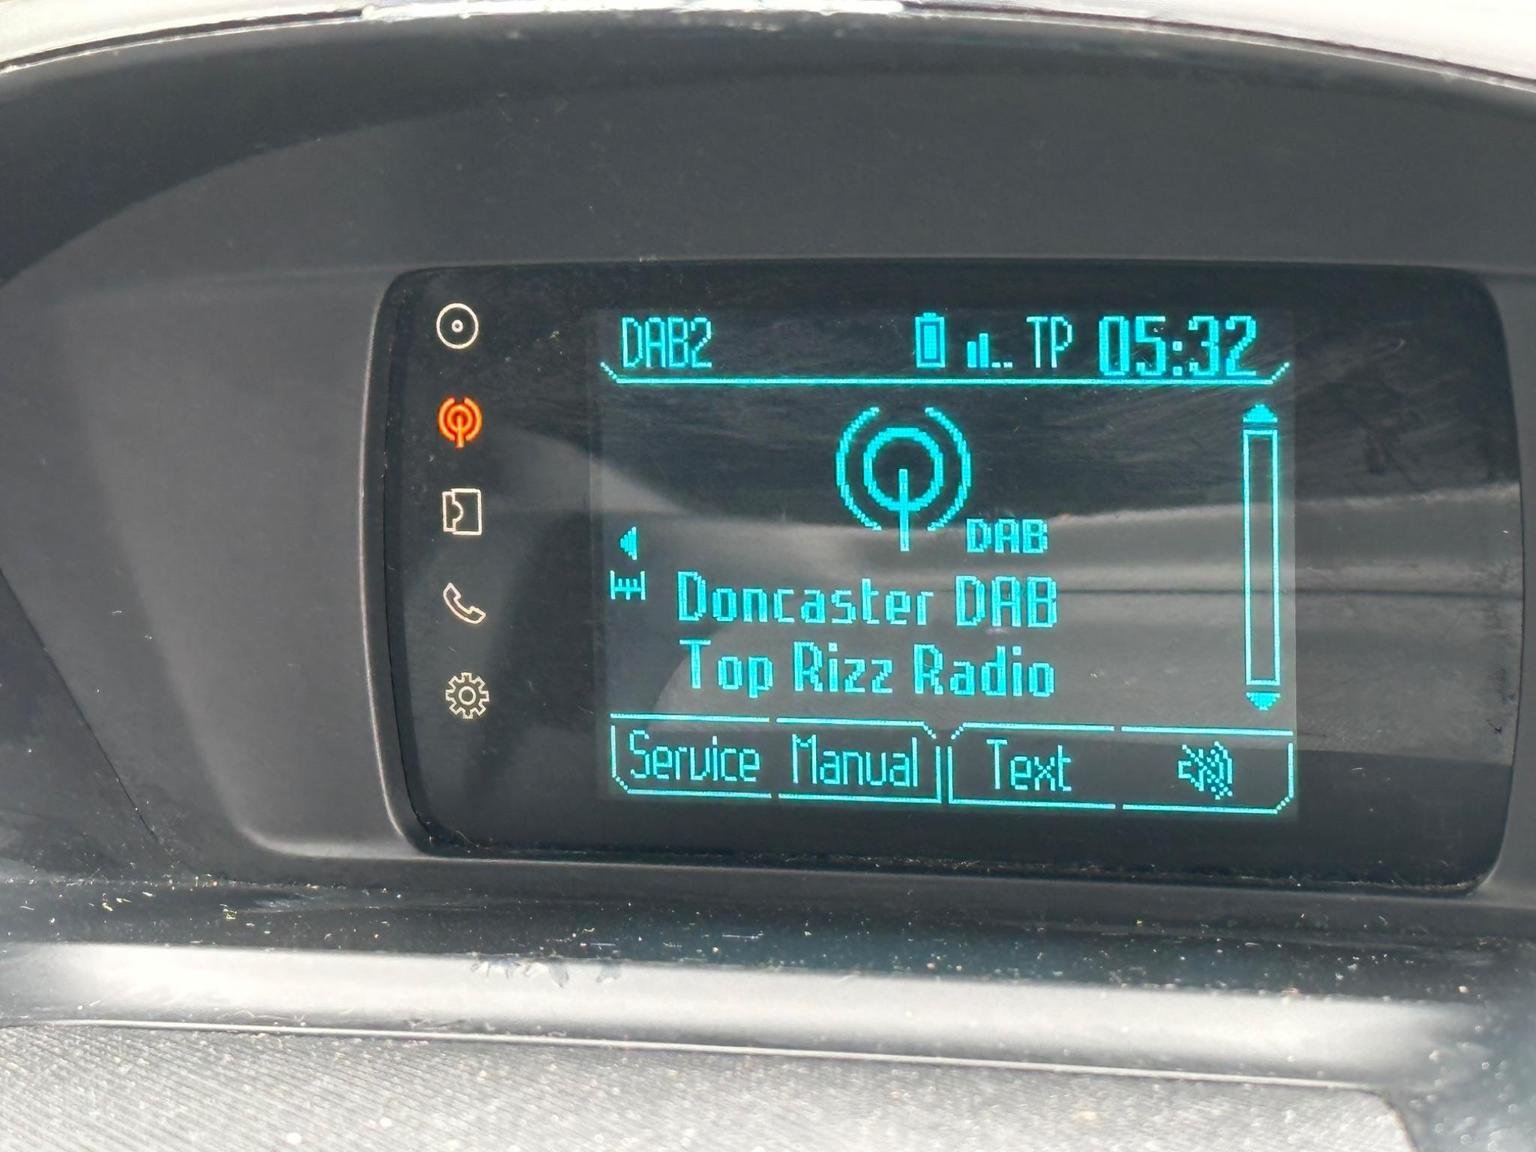 DAB2 TP 05:32
DAB
Doncaster DAB
Top Rizz Radio
Service Manual Text